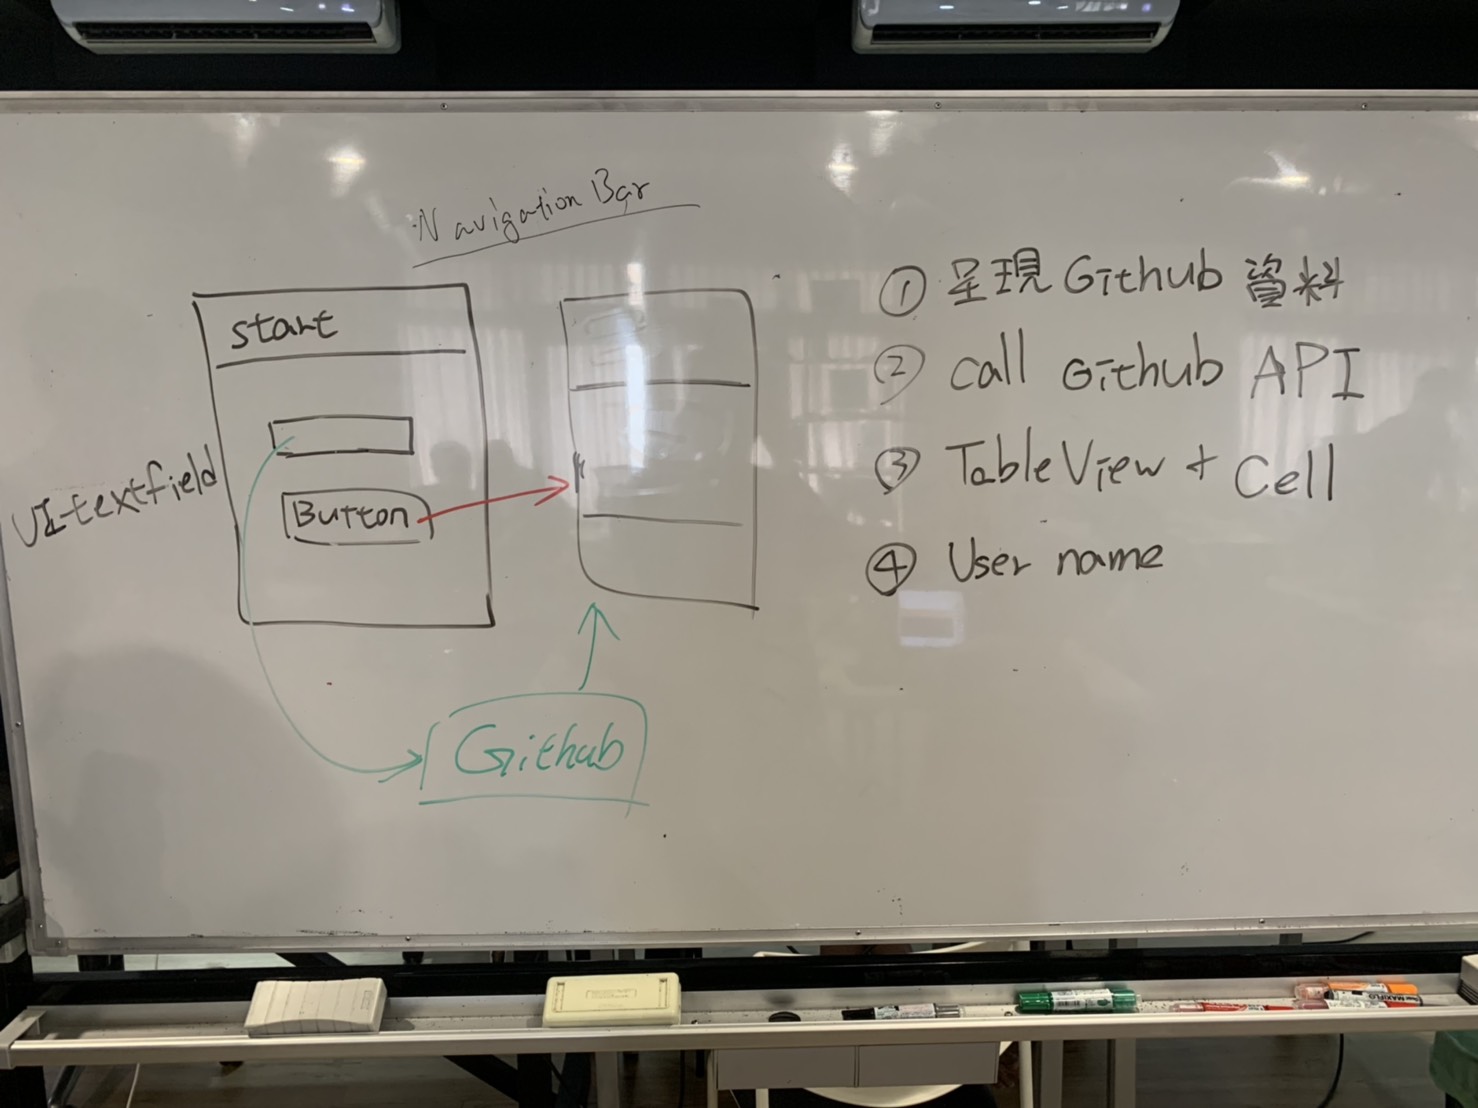 Navigation Bar
start
UI-textfield
Button
Github
① 呈現 Github 資料
② call Github API
③ TableView + Cell
④ User name